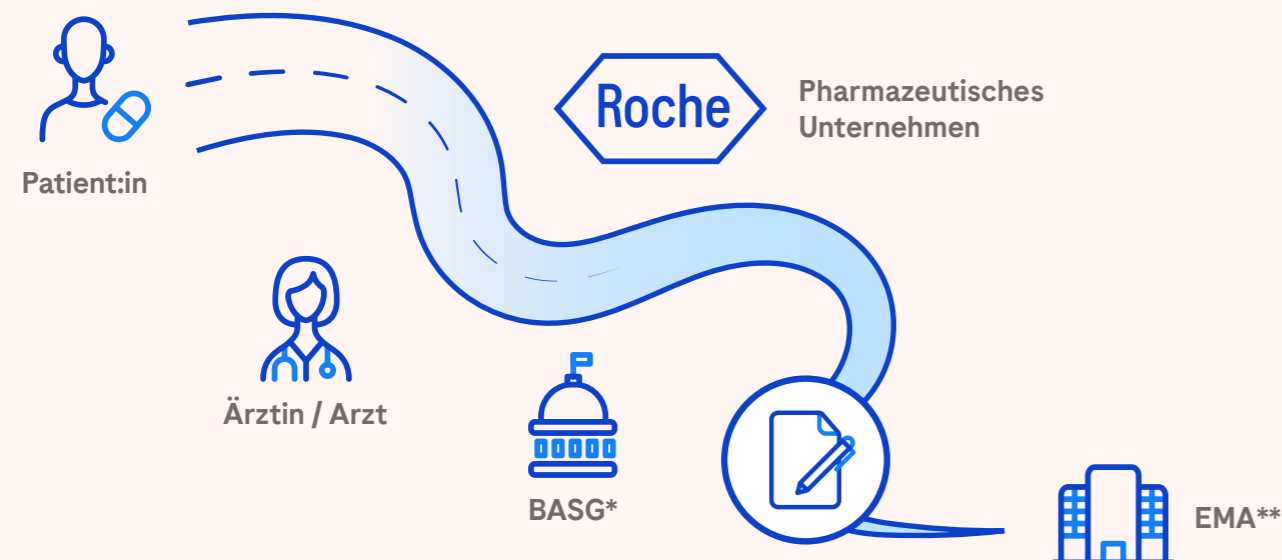 Roche
Pharmazeutisches
Unternehmen
Patient:in
Ärztin / Arzt
BASG*
EMA**